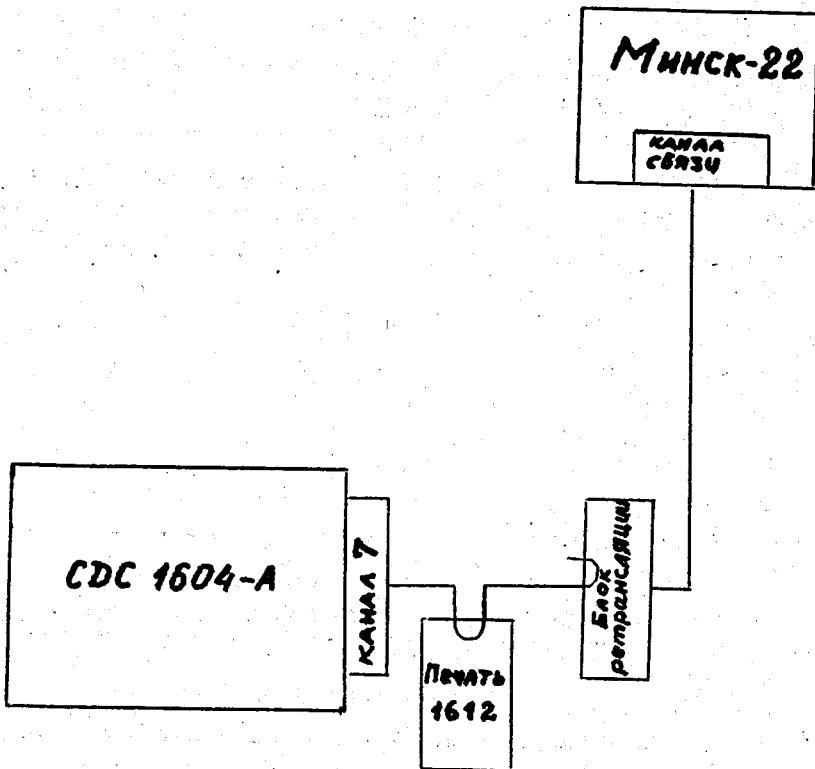 Минск-22
КАНАЛ
СВЯЗИ
CDC 1604-A
КАНАЛ 7
Печать
1612
Блок
ретрансляции